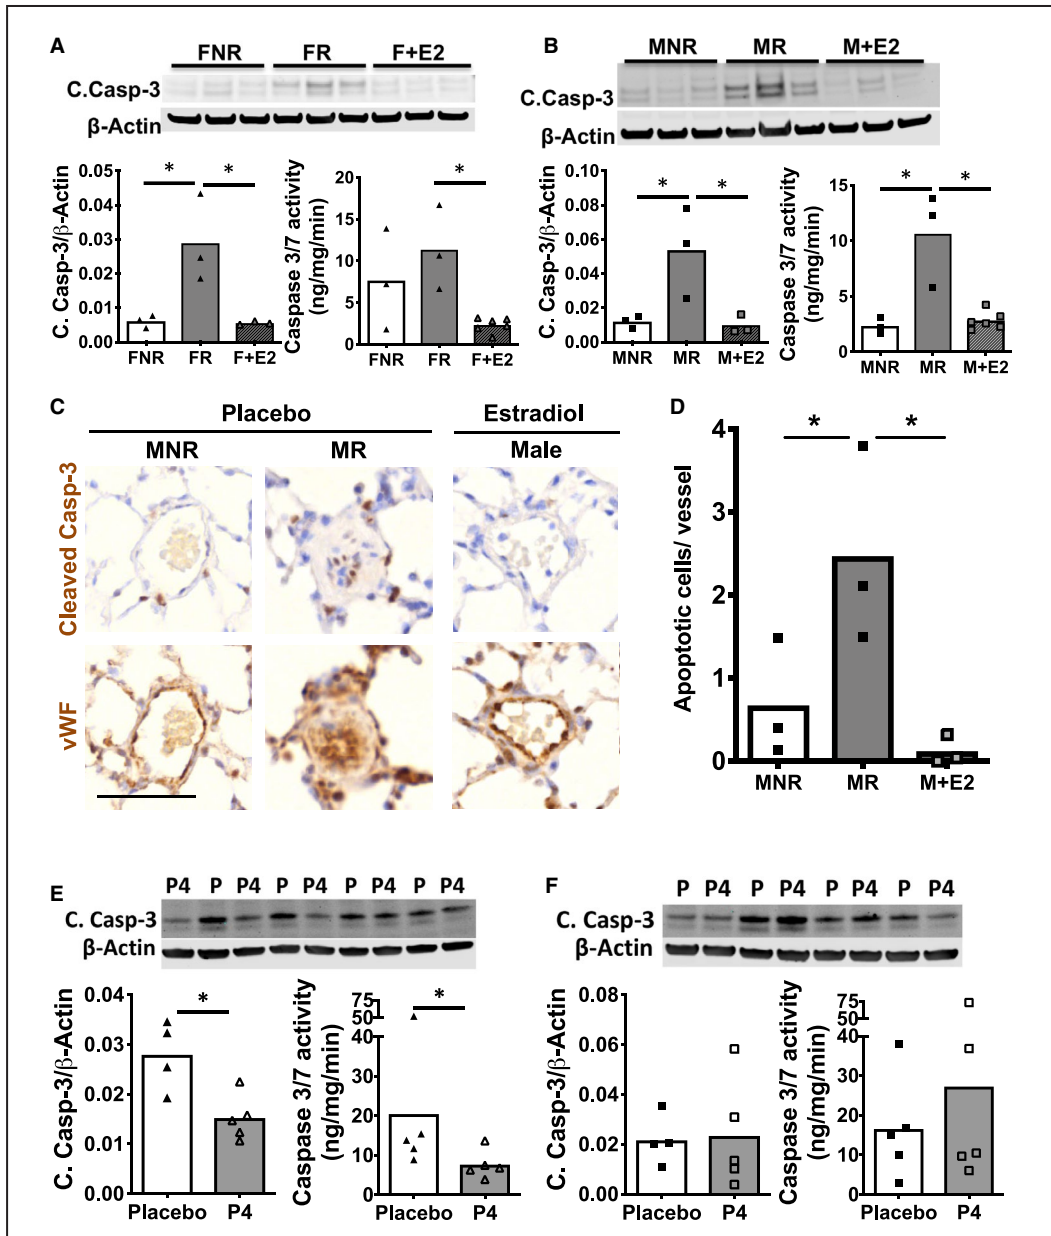 A
FNR FR F+E2
C.Casp-3
β-Actin
C. Casp-3/β-Actin
0.05
0.04
0.03
0.02
0.01
0.00
* *
FNR FR F+E2
Caspase 3/7 activity
(ng/mg/min)
20
15
10
5
0
*
FNR FR F+E2
B
MNR MR M+E2
C.Casp-3
β-Actin
C. Casp-3/β-Actin
0.10
0.08
0.06
0.04
0.02
0.00
* *
MNR MR M+E2
Caspase 3/7 activity
(ng/mg/min)
15
10
5
0
* *
MNR MR M+E2
C
Placebo Estradiol
MNR MR Male
Cleaved Casp-3
vWF
D
Apoptotic cells/ vessel
4
3
2
1
0
* *
MNR MR M+E2
E
P4 P P4 P P4 P P4 P P4
C. Casp-3
β-Actin
C. Casp-3/β-Actin
0.04
0.03
0.02
0.01
0.00
*
Placebo P4
Caspase 3/7 activity
(ng/mg/min)
75
50
40
30
20
10
0
*
Placebo P4
F
P P4 P P4 P P4 P P4
C. Casp-3
β-Actin
C. Casp-3/β-Actin
0.08
0.06
0.04
0.02
0.00
Placebo P4
Caspase 3/7 activity
(ng/mg/min)
75
50
40
30
20
10
0
Placebo P4